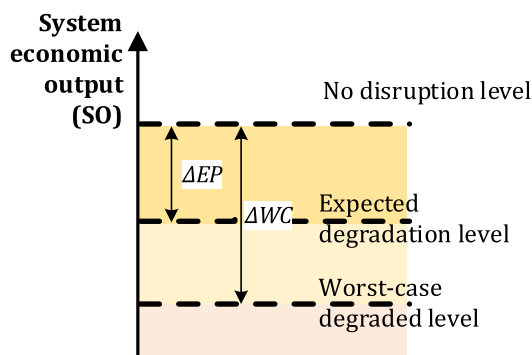 System
economic
output
(SO)
No disruption level
ΔEP
ΔWC
Expected
degradation level
Worst-case
degraded level